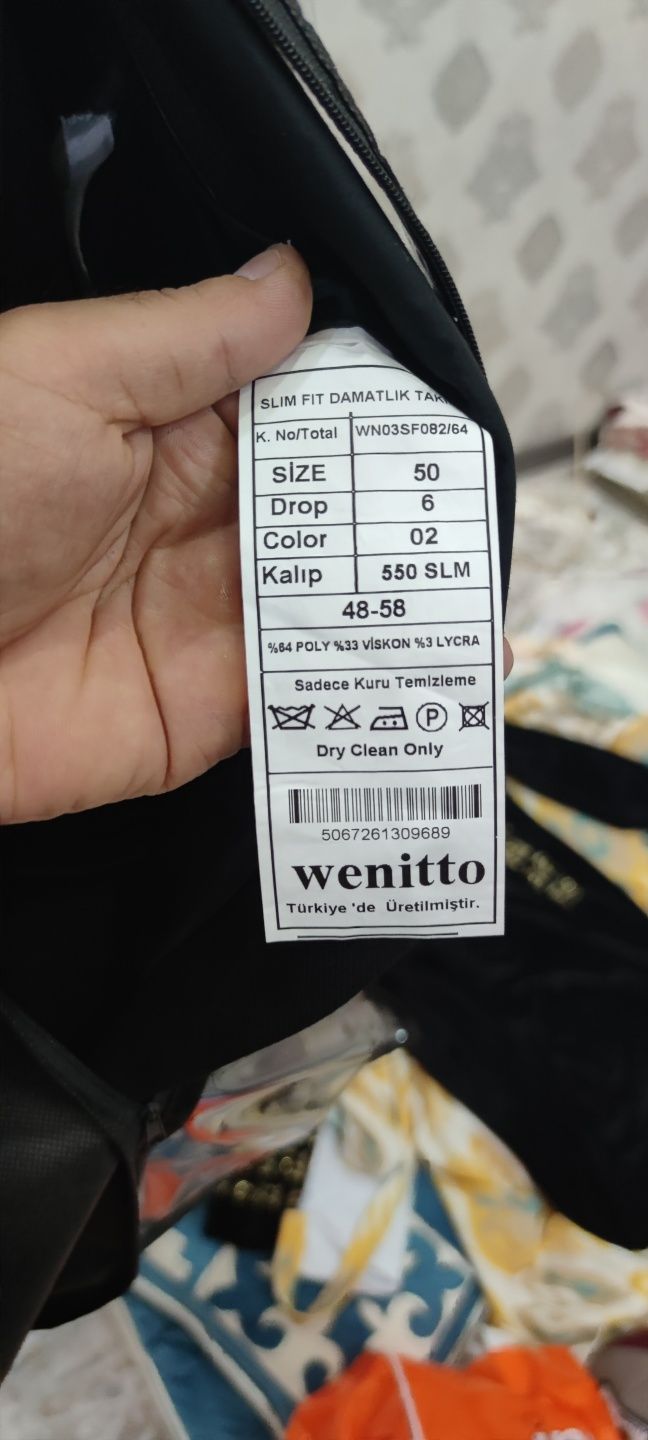 SLIM FIT DAMATLIK
K. No/Total WN03SF082/64
SİZE 50
Drop 6
Color 02
Kalıp 550 SLM
48-58
%64 POLY %33 VİSKON %3 LYCRA
Sadece Kuru Temizleme
P
Dry Clean Only
5067261309689
wenitto
Türkiye 'de Üretilmiştir.